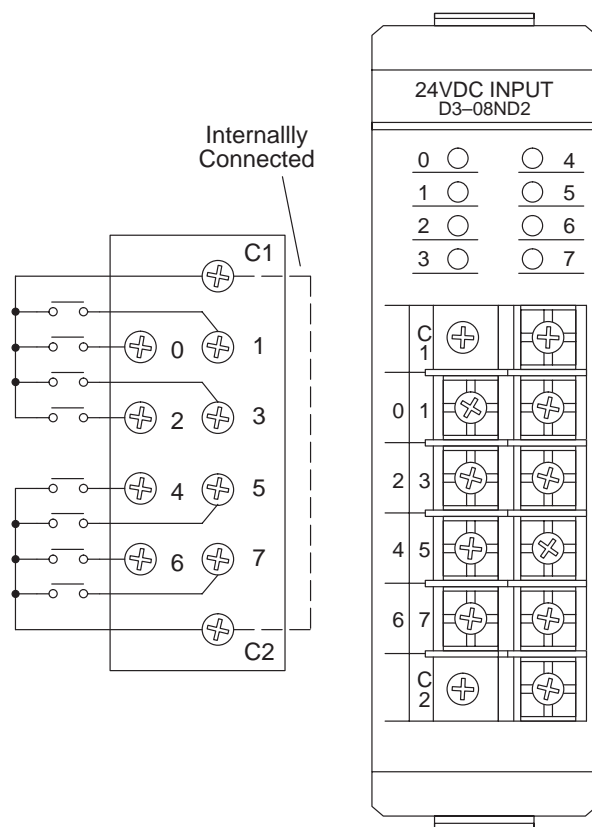 Internallly
Connected
C1
0 1
2 3
4 5
6 7
C2
24VDC INPUT
D3–08ND2
0 4
1 5
2 6
3 7
C
1
0 1
2 3
4 5
6 7
C
2